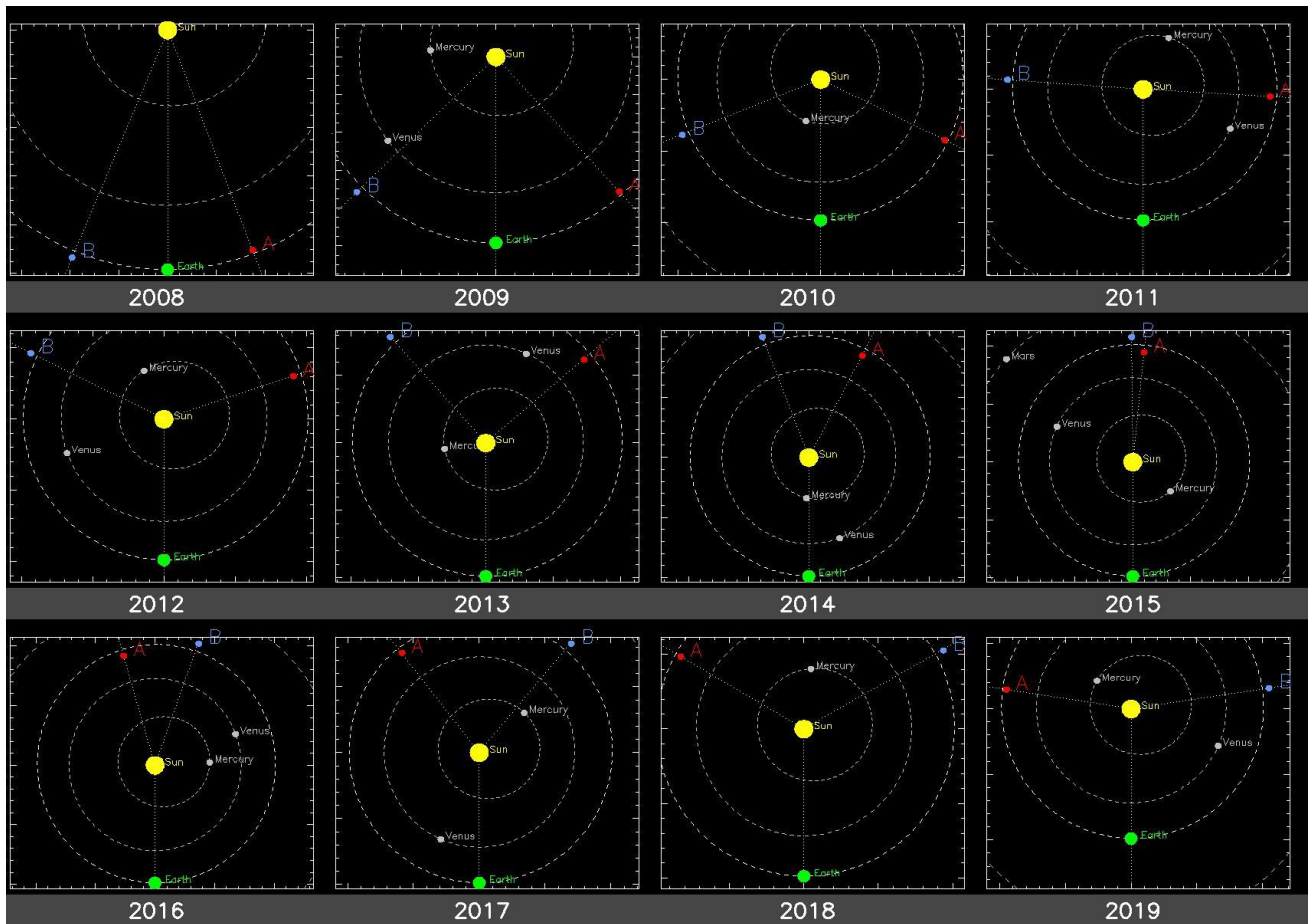 Sun
B
A
Earth
2008
Mercury
Sun
Venus
B
A
Earth
2009
Sun
Mercury
B
A
Earth
2010
Mercury
B
Sun
A
Venus
Earth
2011
B
Mercury
A
Sun
Venus
Earth
2012
B
Venus
A
Sun
Mercury
Earth
2013
B
A
Sun
Mercury
Venus
Earth
2014
B
Mars
A
Venus
Sun
Mercury
Earth
2015
B
A
Venus
Sun
Mercury
Earth
2016
B
A
Mercury
Sun
Venus
Earth
2017
A
B
Mercury
Sun
Earth
2018
Mercury
A
B
Sun
Venus
Earth
2019